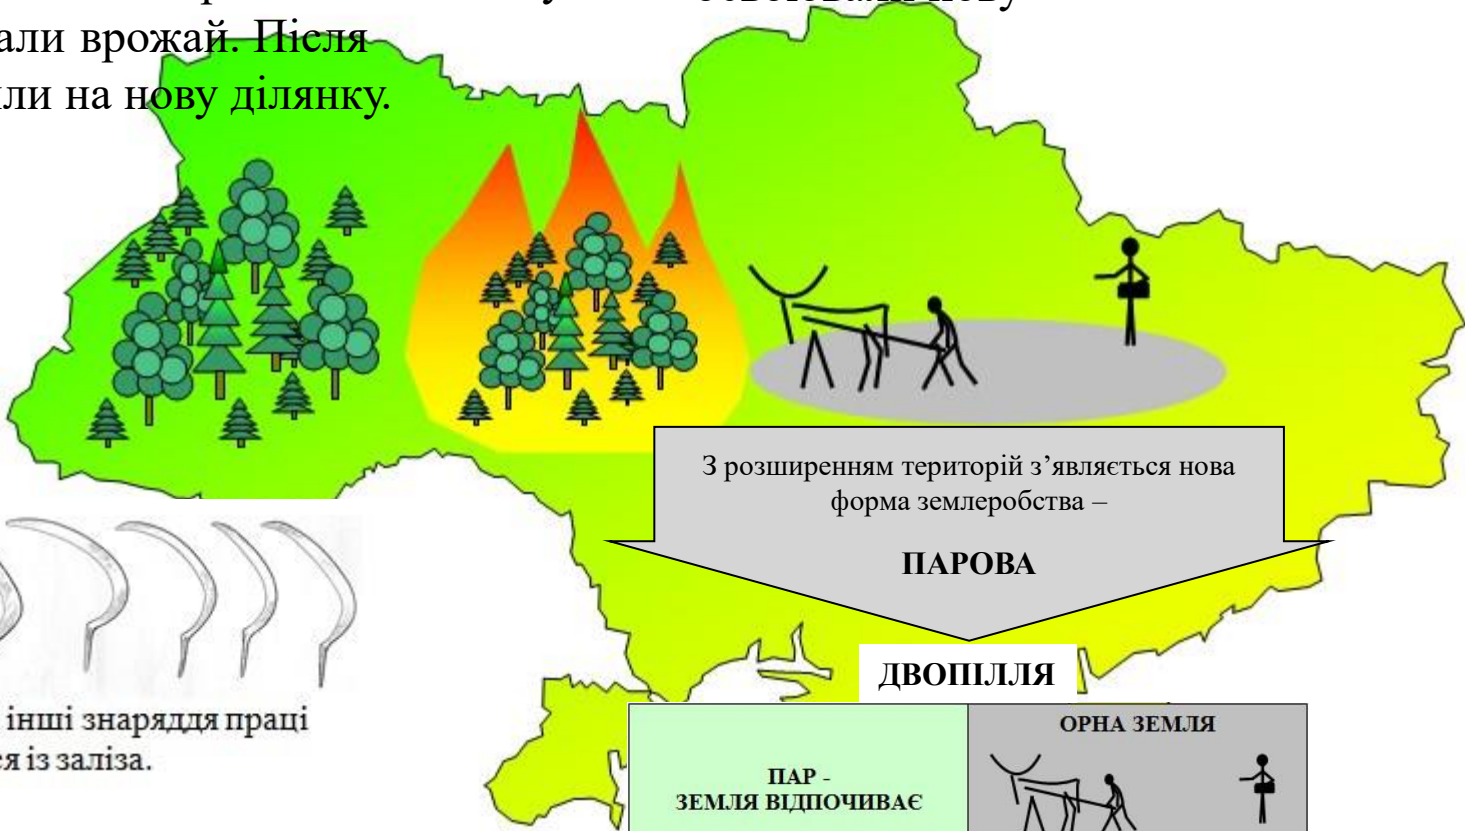 али врожай. Після
или на нову ділянку.
З розширенням територій з’являється нова
форма землеробства –
ПАРОВА
ДВОПІЛЛЯ
інші знаряддя праці
ся із заліза.
ОРНА ЗЕМЛЯ
ПАР -
ЗЕМЛЯ ВІДПОЧИВАЄ